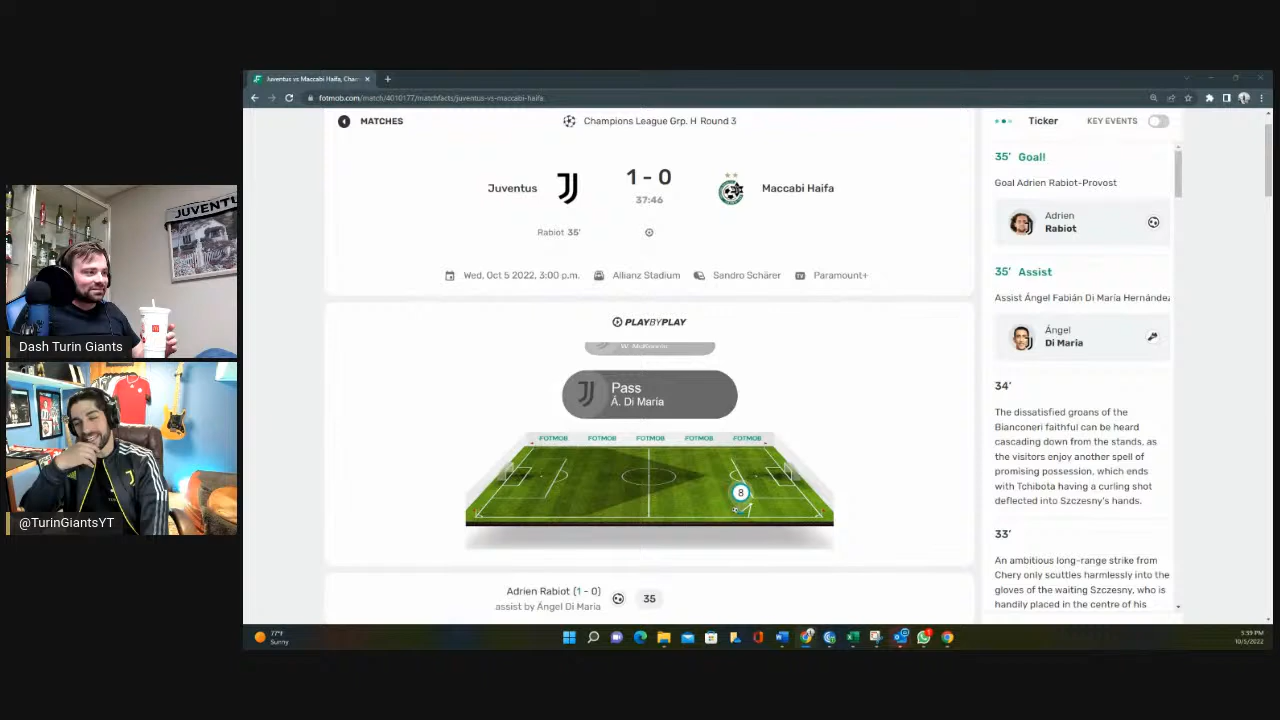 Juventus vs Maccabi Haifa, Cha
fotmob.com/match/4010177/matchfacts/juventus-vs-maccabi-haifa
MATCHES
Champions League Grp. H Round 3
Juventus
1 - 0
37:46
Maccabi Haifa
Rabiot 35'
Wed, Oct 5 2022, 3:00 p.m.
Allianz Stadium
Sandro Schärer
Paramount+
PLAYBYPLAY
W. McKennie
Pass
Á. Di Maria
FOTMOB FOTMOB FOTMOB FOTMOB FOTMOB
8
Adrien Rabiot (1 - 0)
assist by Ángel Di Maria
35
Ticker
KEY EVENTS
35' Goal!
Goal Adrien Rabiot-Provost
Adrien
Rabiot
35' Assist
Assist Ángel Fabián Di María Hernández
Ángel
Di Maria
34'
The dissatisfied groans of the
Bianconeri faithful can be heard
cascading down from the stands, as
the visitors enjoy another spell of
promising possession, which ends
with Tchibota having a curling shot
deflected into Szczesny's hands.
33'
An ambitious long-range strike from
Chery only scuttles harmlessly into the
gloves of the waiting Szczesny, who is
handily placed in the centre of his
JUVENTU
Dash Turin Giants
@TurinGiantsYT
77°F
Sunny
3:39 PM
10/5/2022